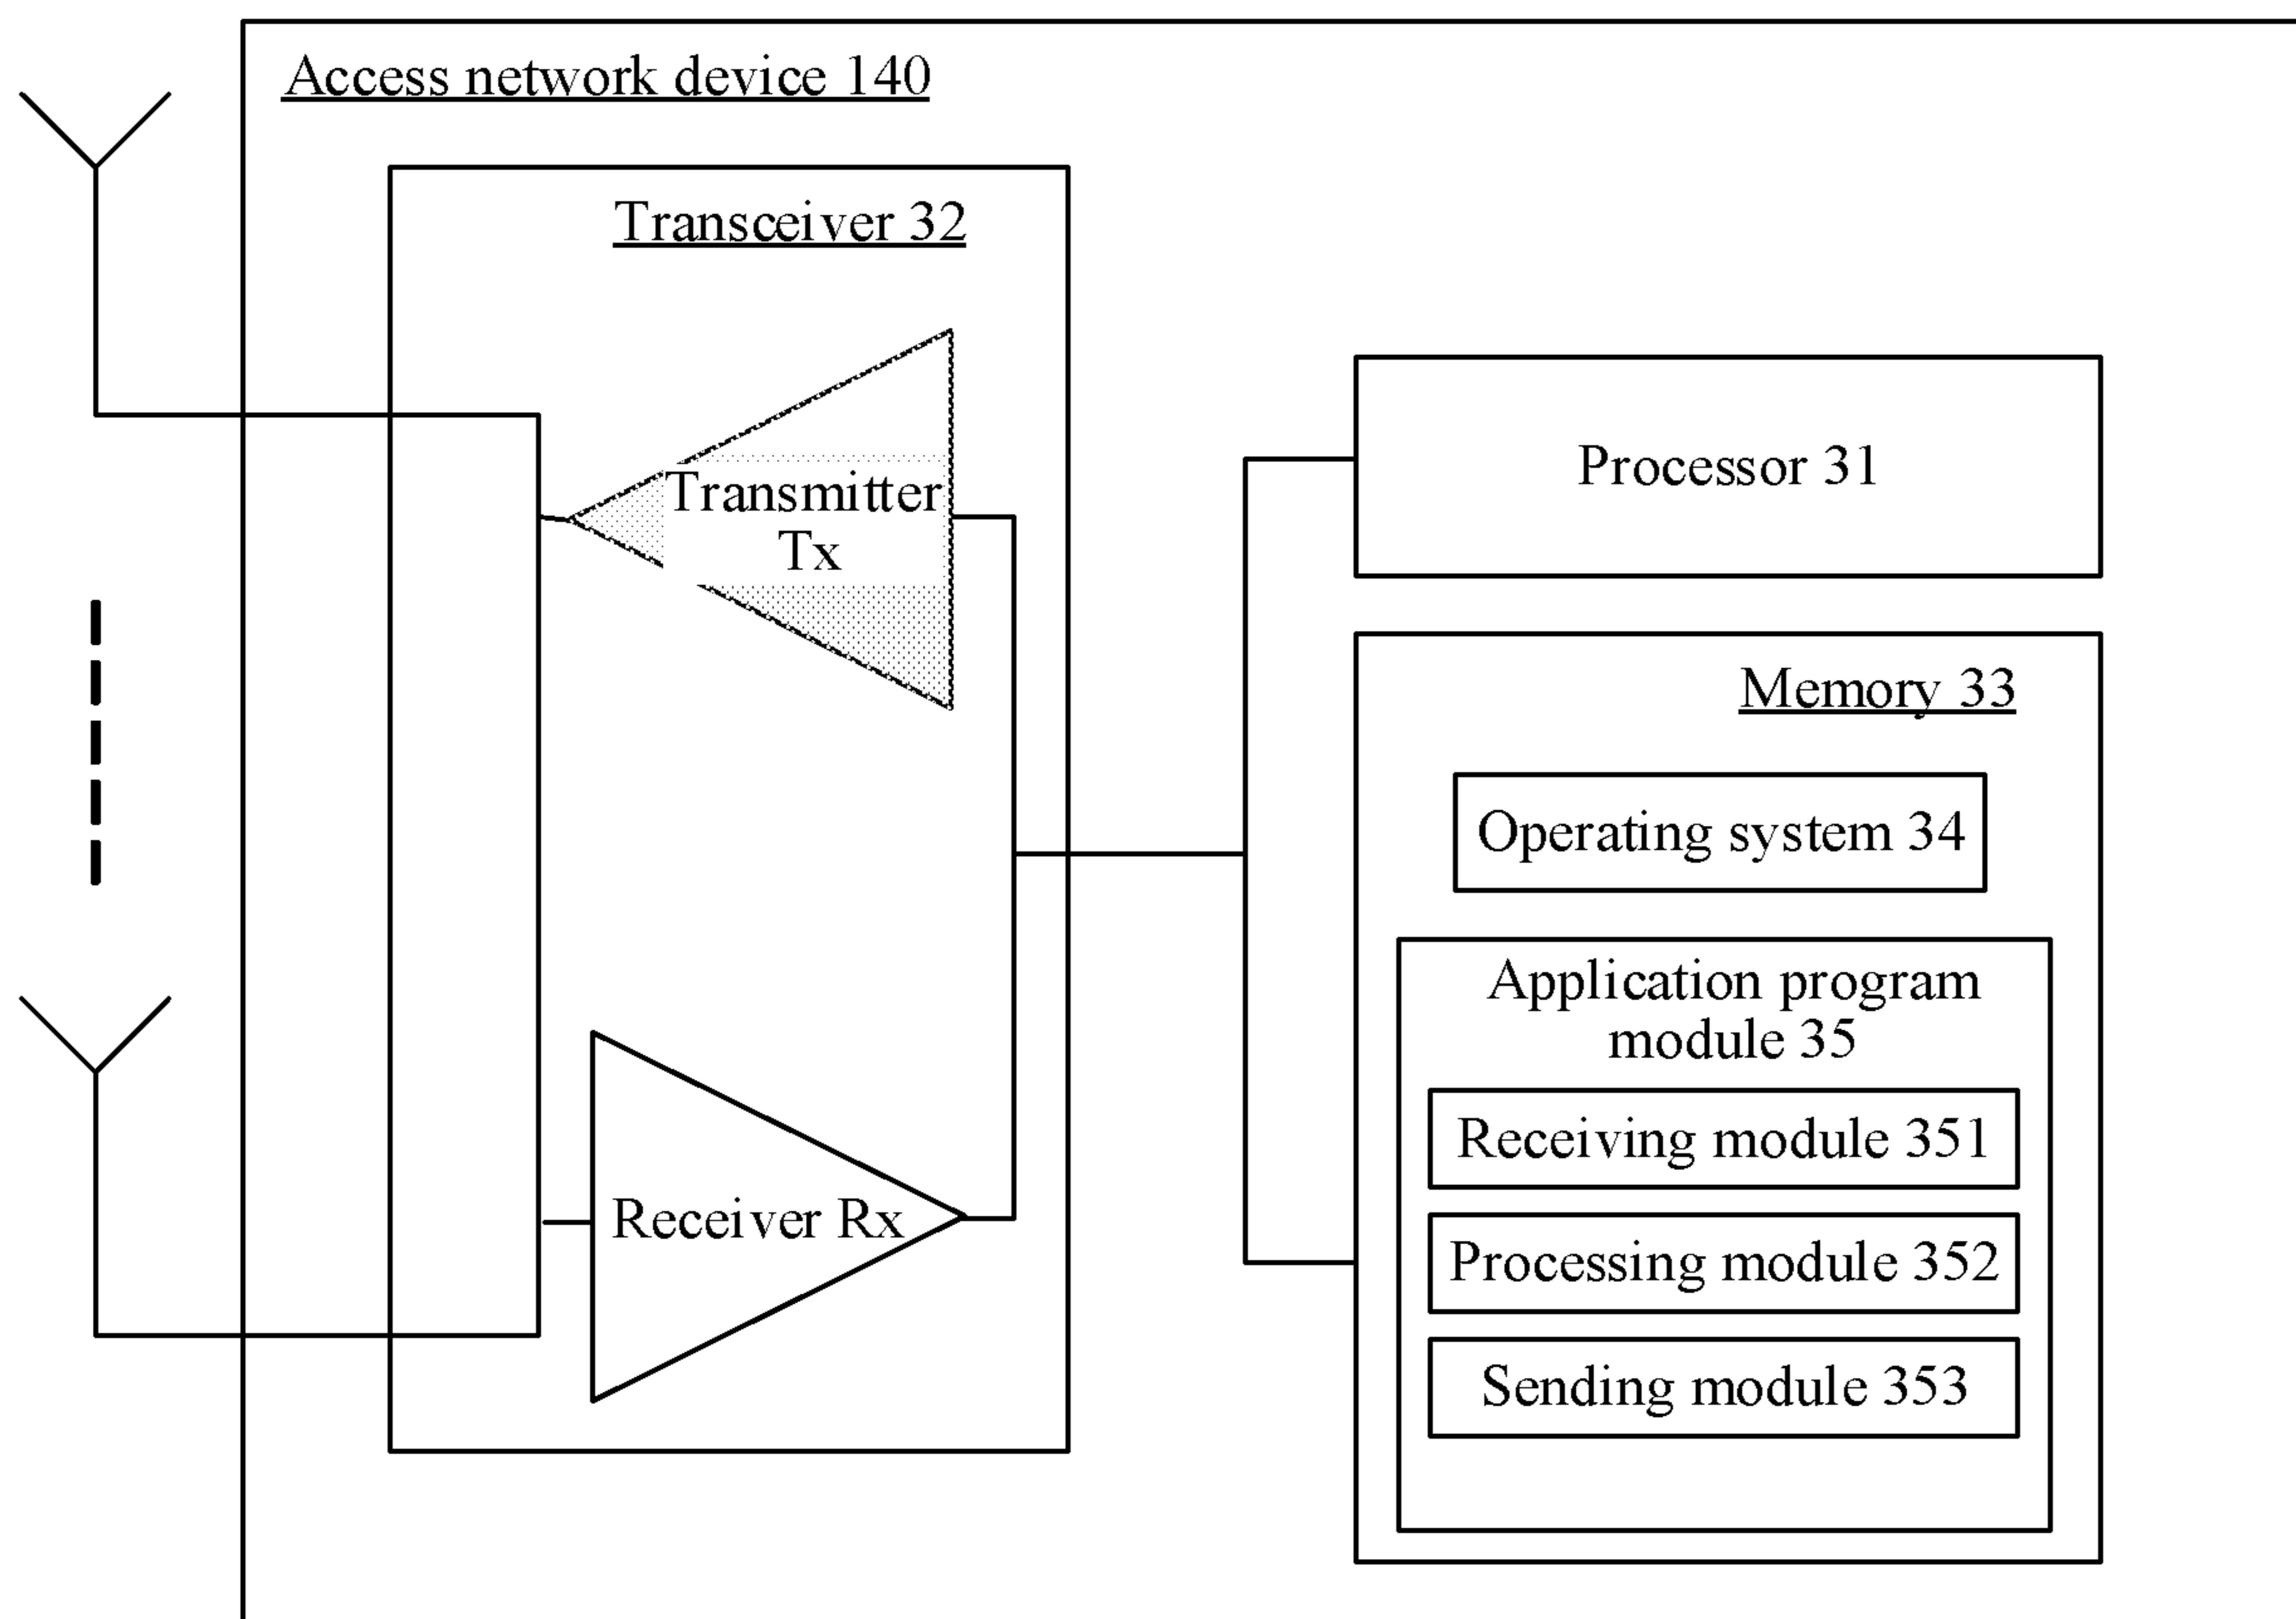 Access network device 140
Transceiver 32
Transmitter
Tx
Receiver Rx
Processor 31
Memory 33
Operating system 34
Application program
module 35
Receiving module 351
Processing module 352
Sending module 353